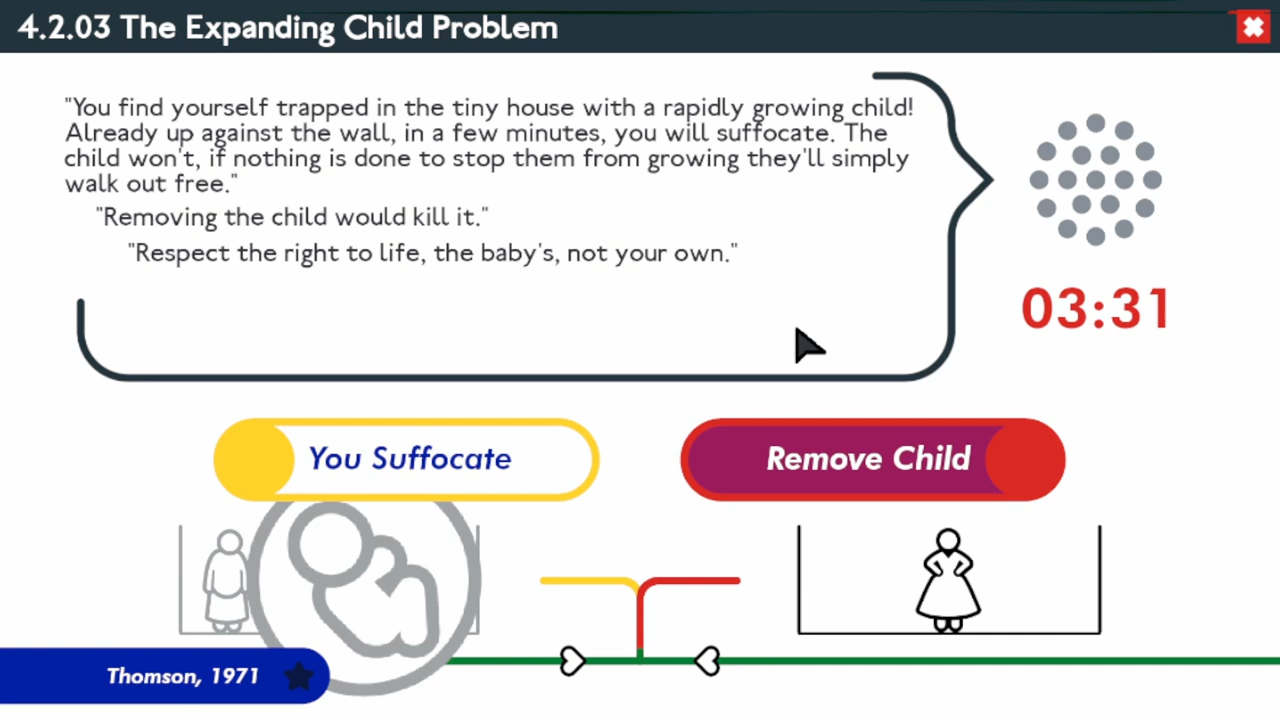 4.2.03 The Expanding Child Problem
"You find yourself trapped in the tiny house with a rapidly growing child!
Already up against the wall, in a few minutes, you will suffocate. The
child won't, if nothing is done to stop them from growing they'll simply
walk out free."
"Removing the child would kill it."
"Respect the right to life, the baby's, not your own."
03:31
You Suffocate
Remove Child
Thomson, 1971